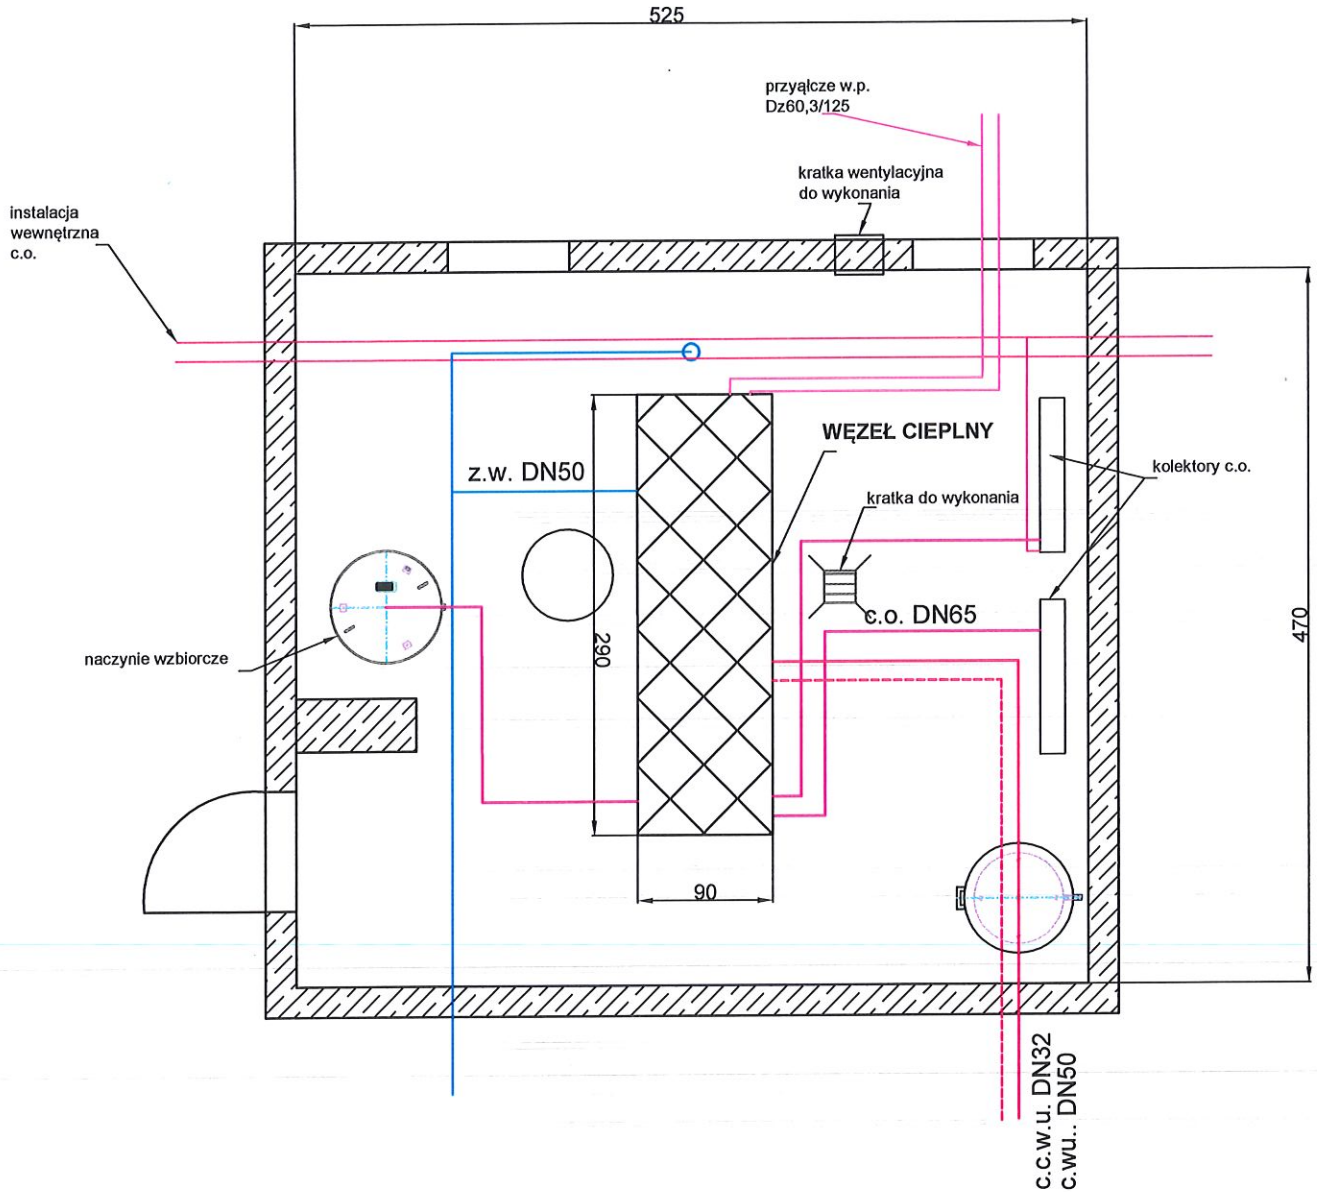 525
przyąłcze w.p.
Dz60,3/125
kratka wentylacyjna
do wykonania
instalacja
wewnętrzna
c.o.
WĘZEŁ CIEPLNY
kolektory c.o.
z.w. DN50
kratka do wykonania
c.o. DN65
290
470
naczynie wzbiorcze
90
c.c.w.u. DN32
c.wu.. DN50